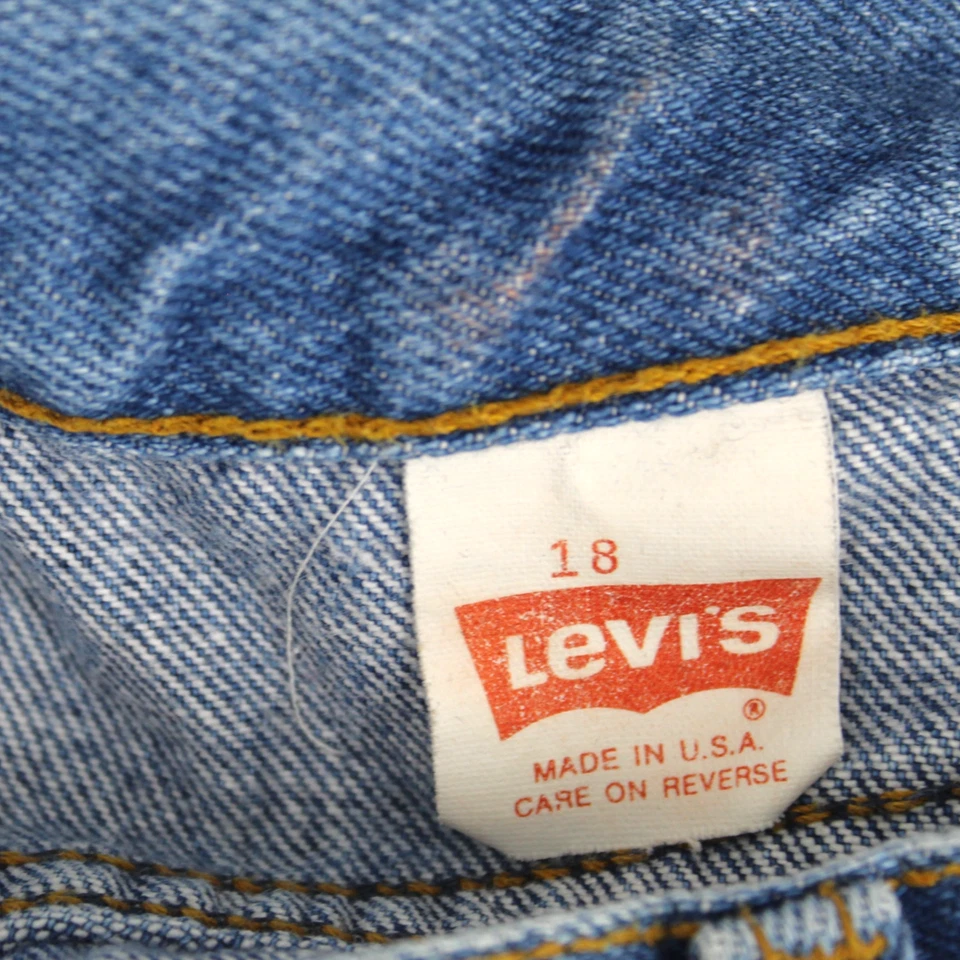 18
Levi's
®
MADE IN U.S.A.
CARE ON REVERSE